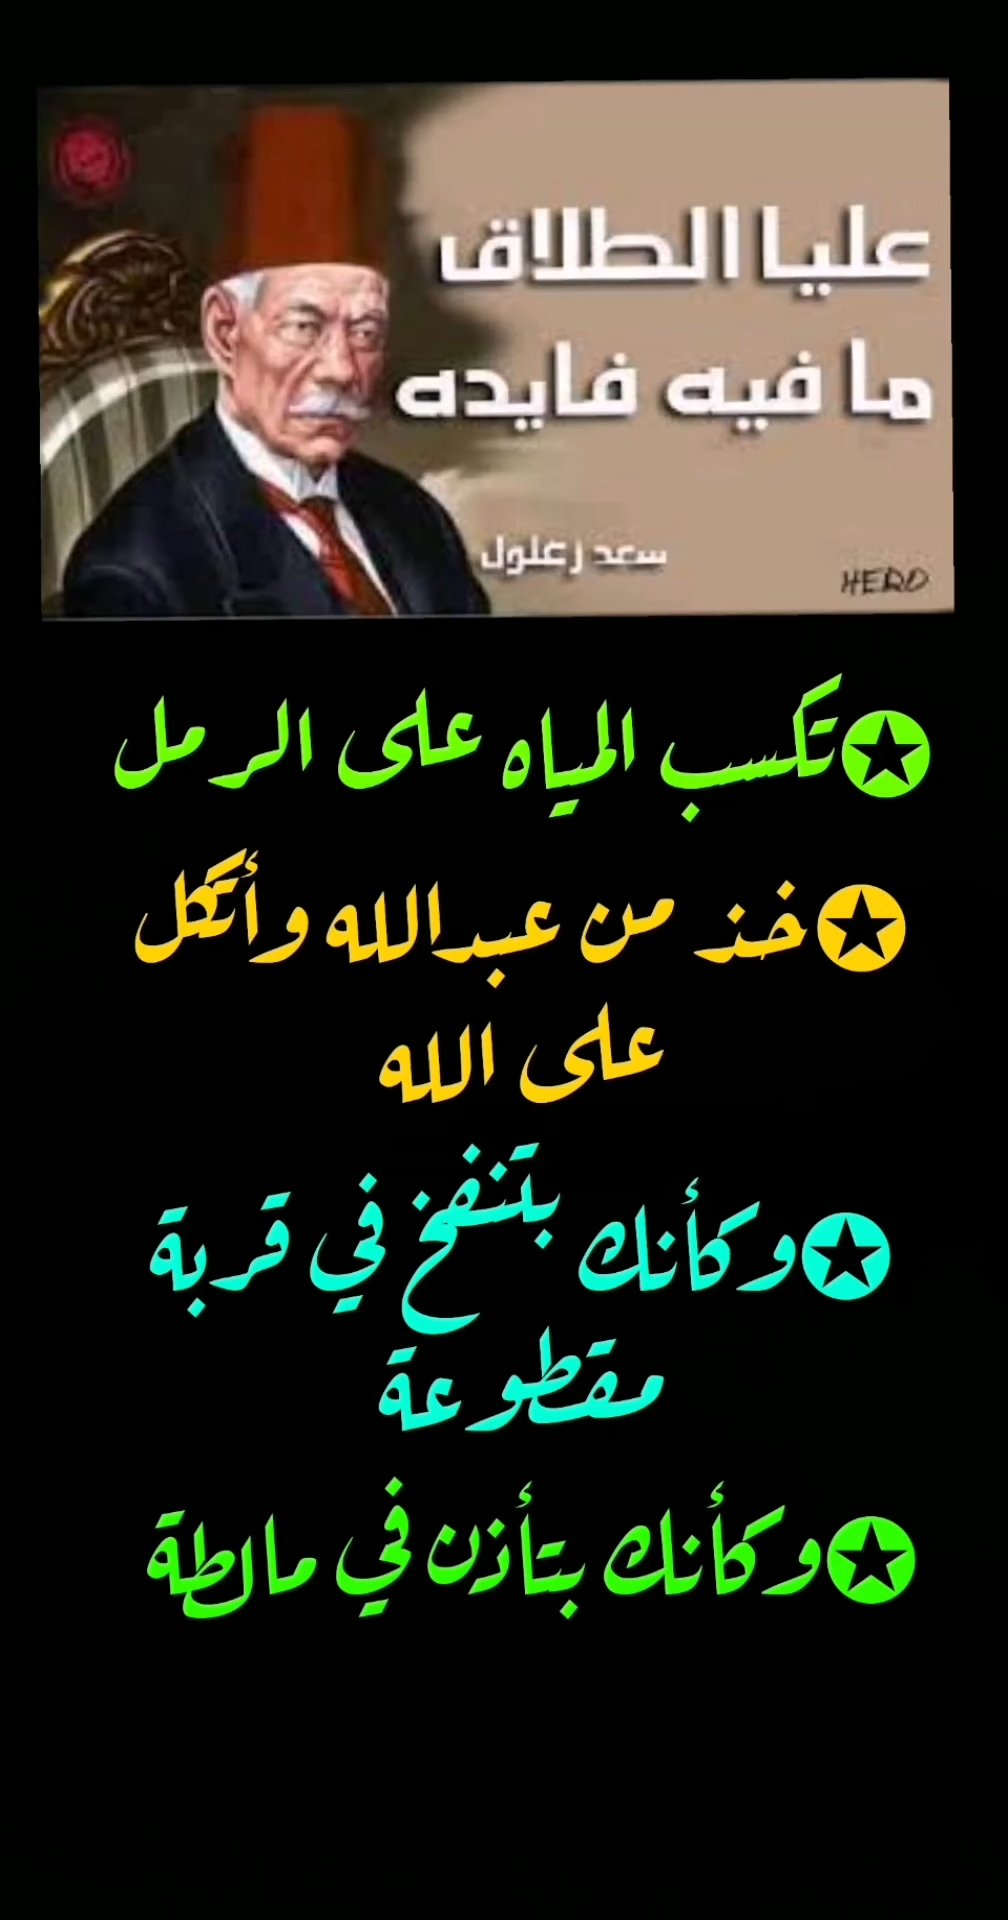 عليا الطلاق
ما فيه فايده
سعد زعلول
HERO
✪تكسب المياه على الرمل
✪خذ من عبدالله وأتكل
على الله
✪وكأنك بتنفخ في قربة
مقطوعة
✪وكأنك بتأذن في مالطة